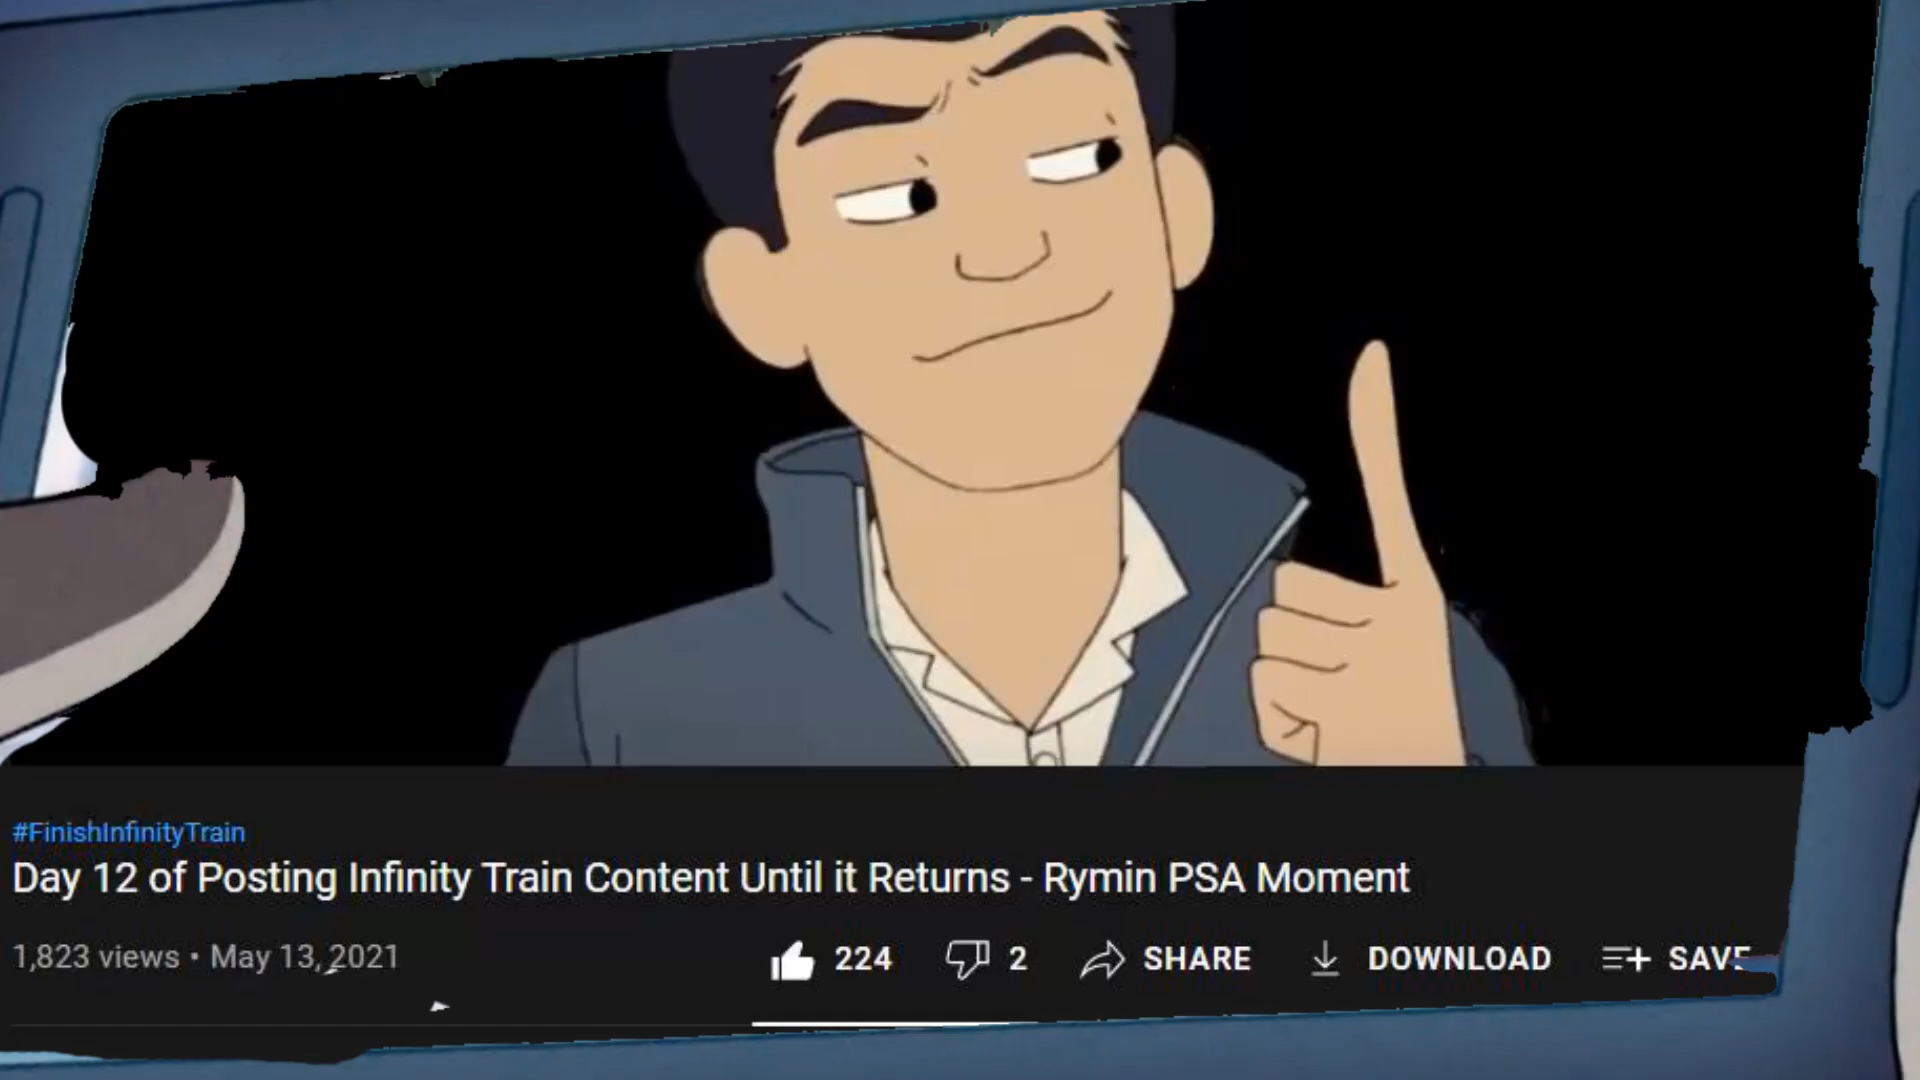 #FinishInfinityTrain
Day 12 of Posting Infinity Train Content Until it Returns - Rymin PSA Moment
1,823 views • May 13, 2021 224 2 SHARE DOWNLOAD SAVE